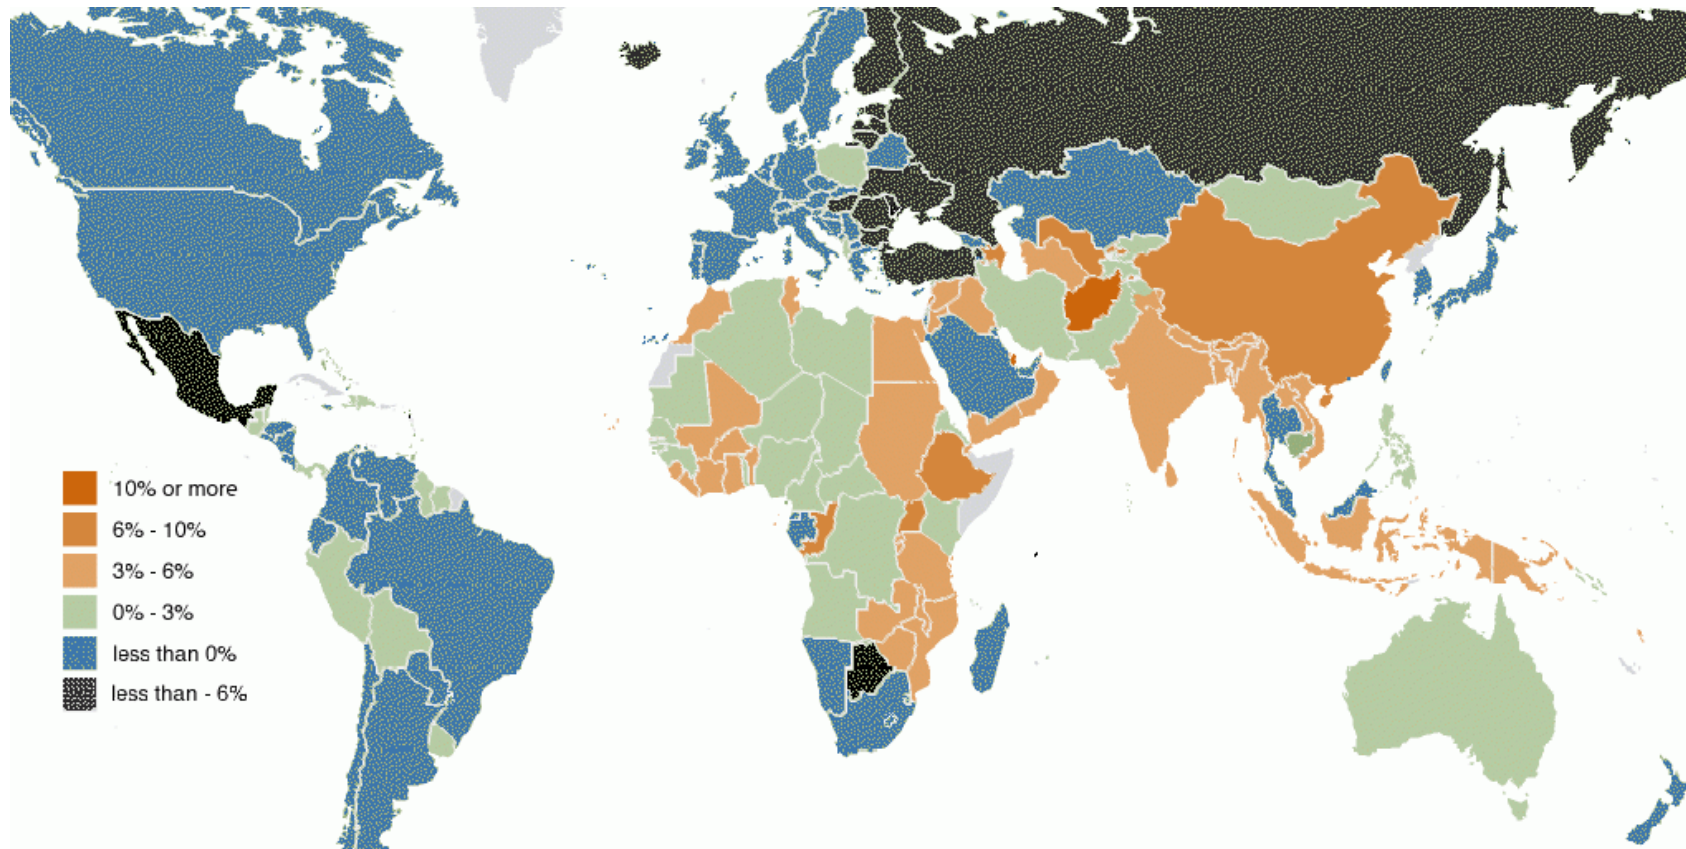 10% or more
6% - 10%
3% - 6%
0% - 3%
less than 0%
less than - 6%